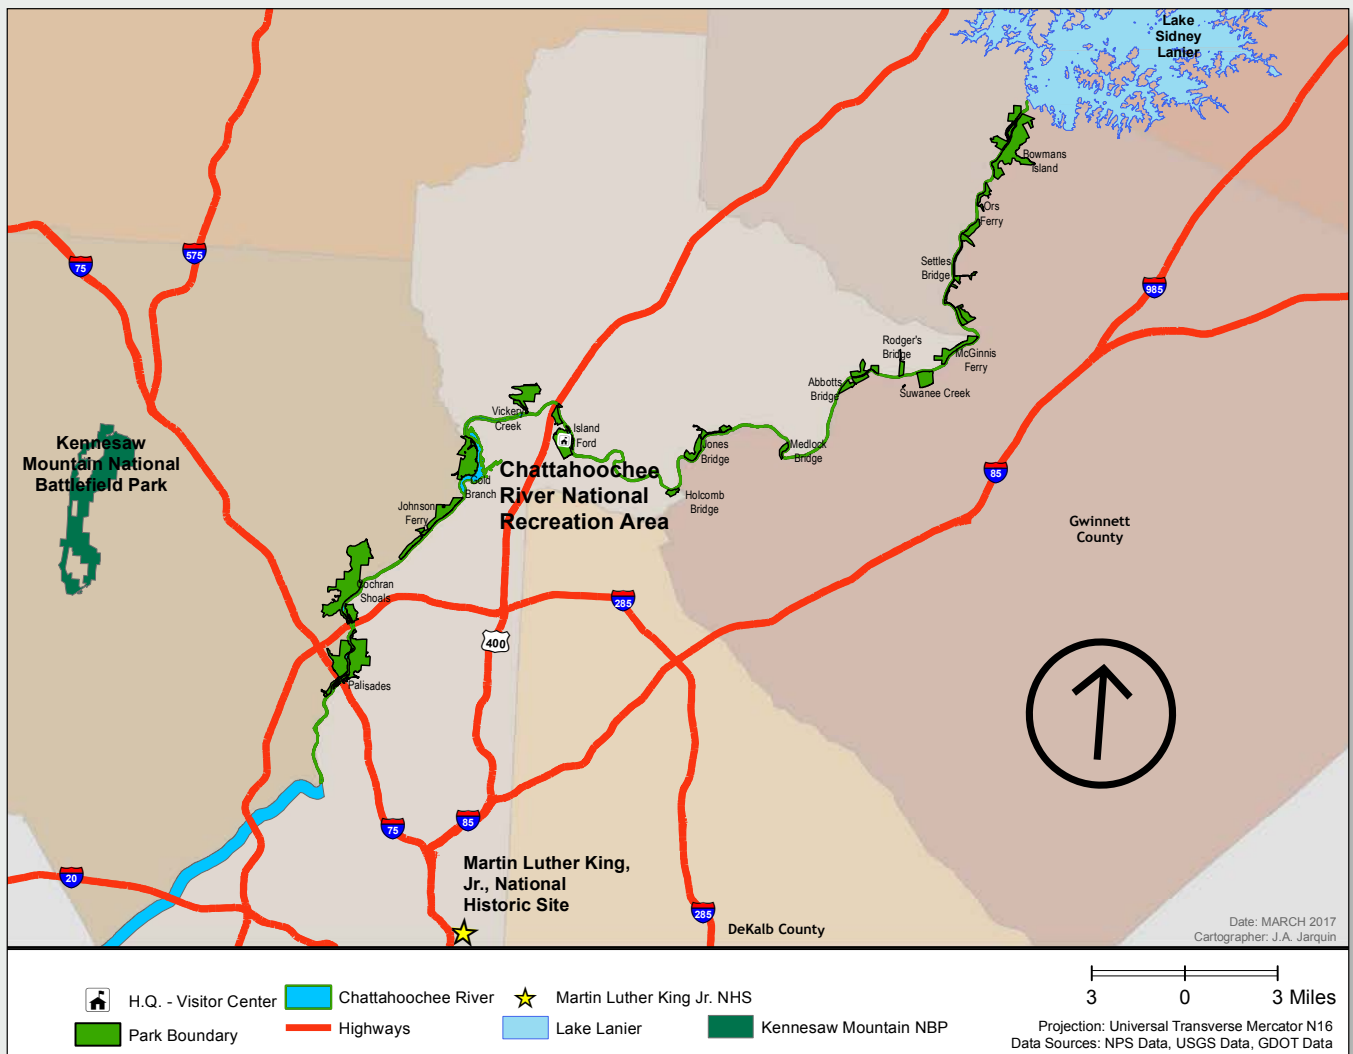 Lake
Sidney
Lanier
Bowmans
Island
Ors
Ferry
575
75
Settles
Bridge
985
Rodger's
Bridge
McGinnis
Ferry
Abbotts
Bridge
Suwanee Creek
Vickery
Creek
Island
Ford
Jones
Bridge
Medlock
Bridge
Kennesaw
Mountain National
Battlefield Park
Gold
Branch
Chattahoochee
River National
Recreation Area
85
Johnson
Ferry
Holcomb
Bridge
Gwinnett
County
Cochran
Shoals
285
400
Palisades
75
85
20
Martin Luther King,
Jr., National
Historic Site
285
DeKalb County
Date: MARCH 2017
Cartographer: J.A. Jarquin
H.Q. - Visitor Center
Chattahoochee River
Martin Luther King Jr. NHS
Park Boundary
Highways
Lake Lanier
Kennesaw Mountain NBP
3 0 3 Miles
Projection: Universal Transverse Mercator N16
Data Sources: NPS Data, USGS Data, GDOT Data